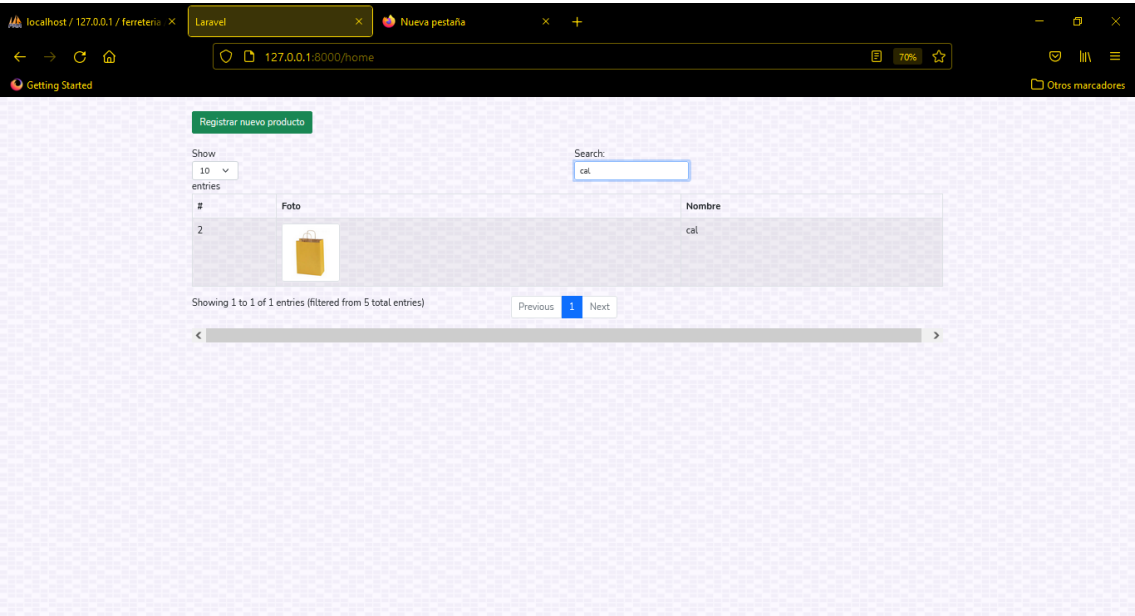 localhost / 127.0.0.1 / ferreteria
Laravel
Nueva pestaña
127.0.0.1:8000/home
70%
Getting Started
Otros marcadores
Registrar nuevo producto
Show
10
entries
Search:
cal
# Foto Nombre
2 cal
Showing 1 to 1 of 1 entries (filtered from 5 total entries)
Previous 1 Next